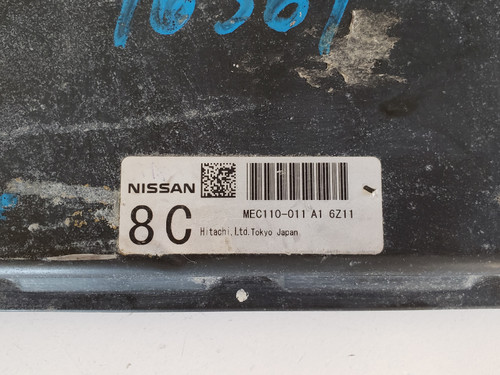 NISSAN
MEC110-011 A1 6Z11
8C
Hitachi,Ltd.Tokyo Japan